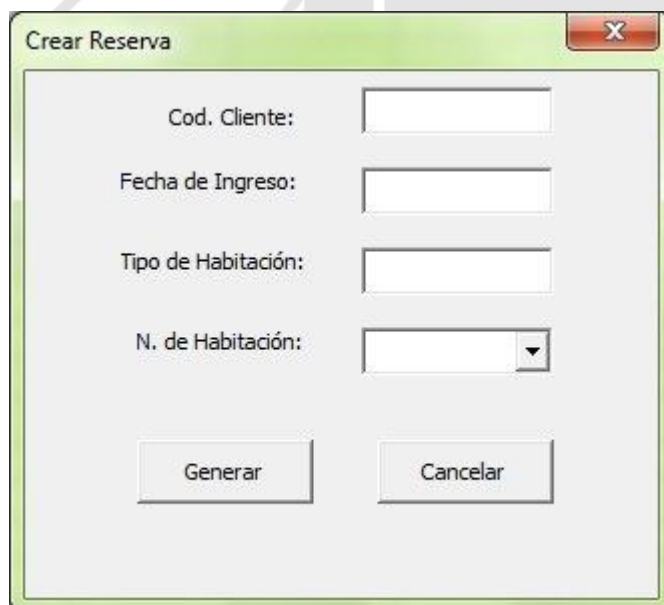 Crear Reserva
Cod. Cliente:
Fecha de Ingreso:
Tipo de Habitación:
N. de Habitación:
Generar
Cancelar